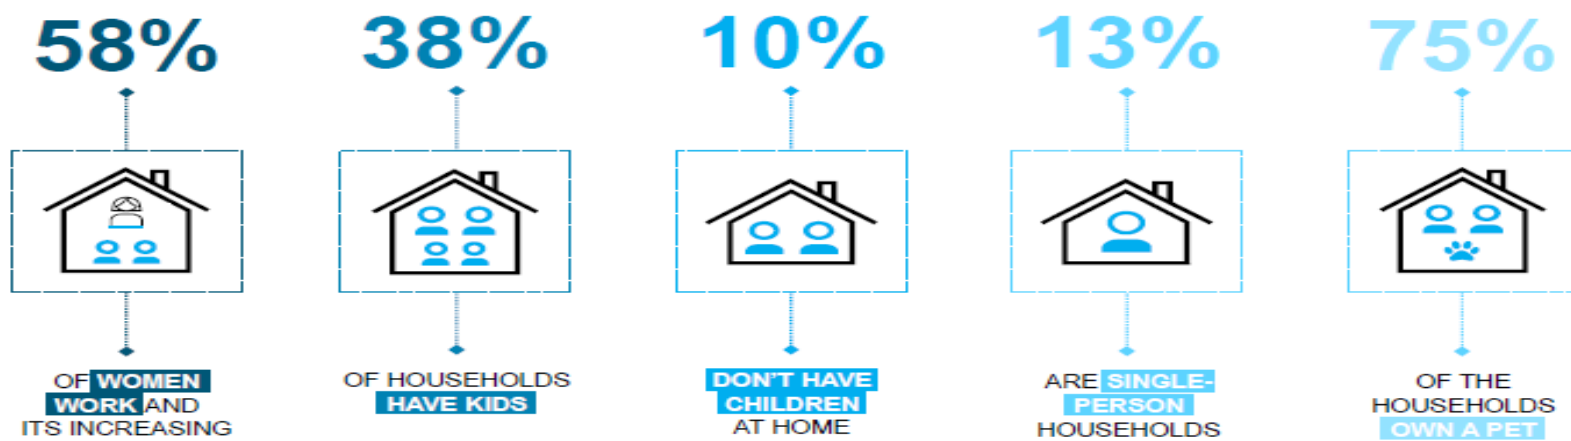 58%
38%
10%
13%
75%
OF WOMEN
WORK AND
ITS INCREASING
OF HOUSEHOLDS
HAVE KIDS
DON'T HAVE
CHILDREN
AT HOME
ARE SINGLE-
PERSON
HOUSEHOLDS
OF THE
HOUSEHOLDS
OWN A PET